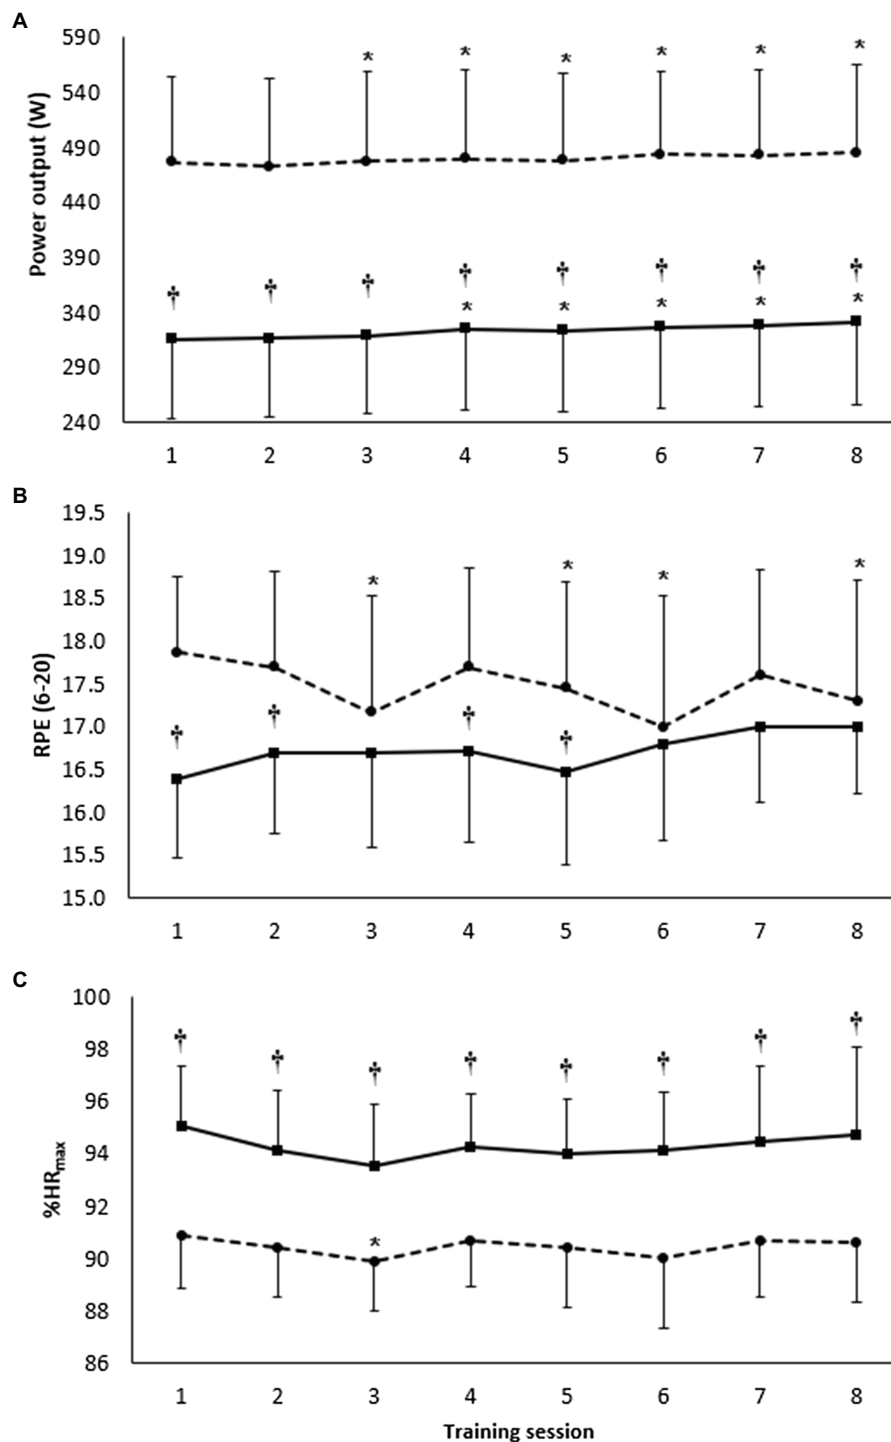 A
Power output (W)
590
* * * * * *
540
490
440
390
† † † † † † † †
340
* * * * *
290
240
1 2 3 4 5 6 7 8
B
RPE (6-20)
19.5
19.0
* * * *
18.5
18.0
17.5
17.0
† † † †
16.5
16.0
15.5
15.0
1 2 3 4 5 6 7 8
C
%HRmax
100
† † † † † † † †
98
96
94
92
90
*
88
86
1 2 3 4 5 6 7 8
Training session